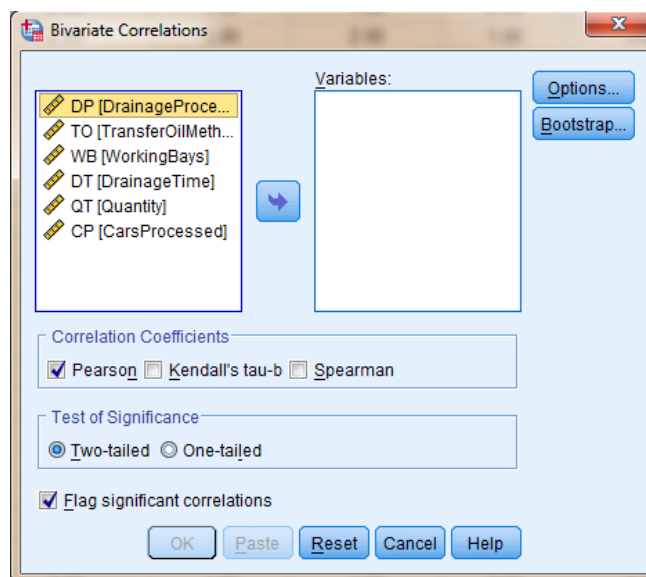 Bivariate Correlations
Variables:
DP [DrainageProce...
TO [TransferOilMeth...
WB [WorkingBays]
DT [DrainageTime]
QT [Quantity]
CP [CarsProcessed]
Options...
Bootstrap...
Correlation Coefficients
Pearson Kendall's tau-b Spearman
Test of Significance
Two-tailed One-tailed
Flag significant correlations
OK Paste Reset Cancel Help